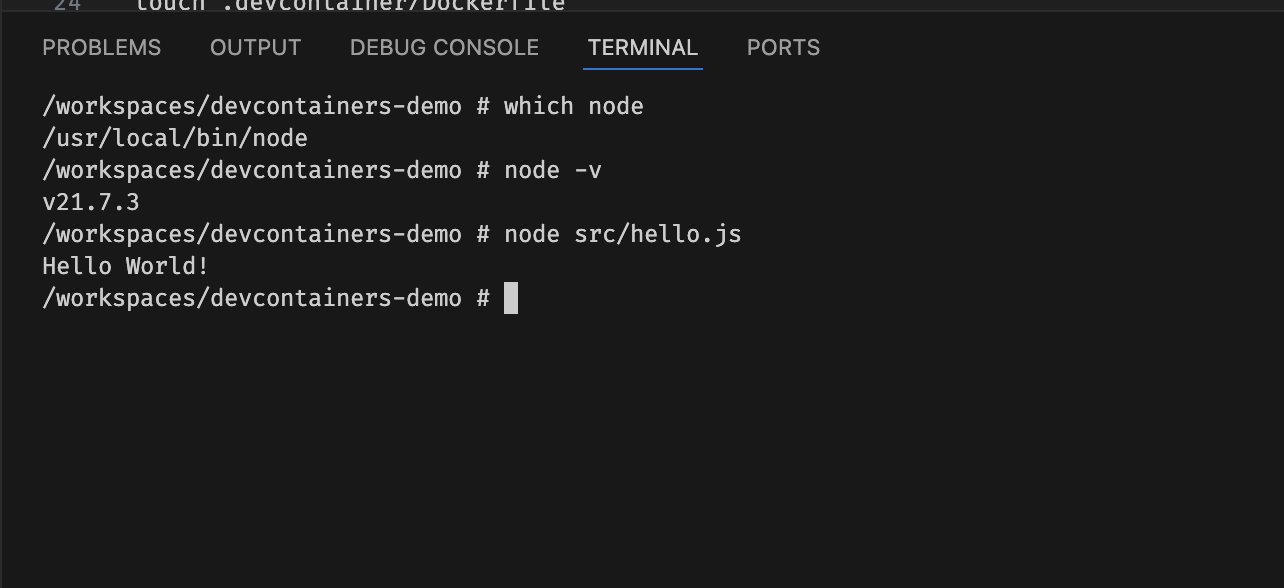 24 touch .devcontainer/Dockerfile
PROBLEMS OUTPUT DEBUG CONSOLE TERMINAL PORTS
/workspaces/devcontainers-demo # which node
/usr/local/bin/node
/workspaces/devcontainers-demo # node -v
v21.7.3
/workspaces/devcontainers-demo # node src/hello.js
Hello World!
/workspaces/devcontainers-demo #